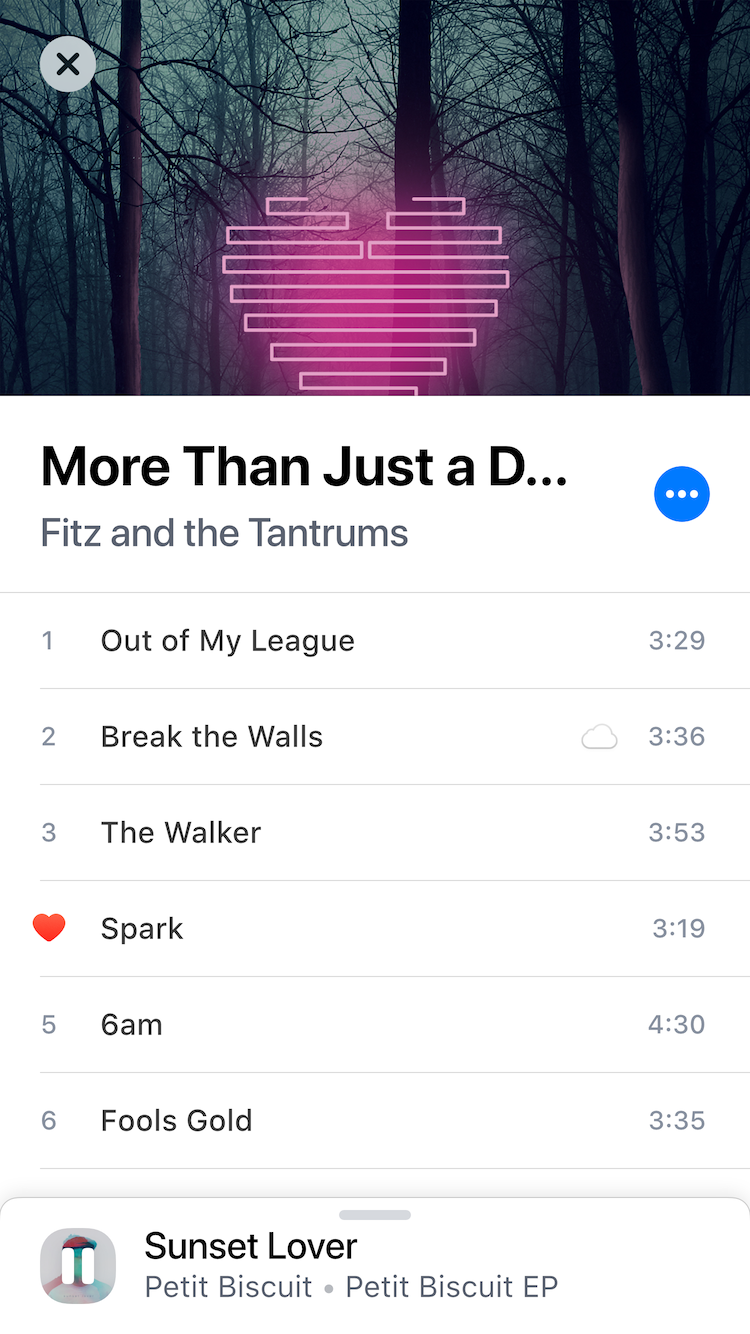 More Than Just a D...
Fitz and the Tantrums
1 Out of My League 3:29
2 Break the Walls 3:36
3 The Walker 3:53
Spark 3:19
5 6am 4:30
6 Fools Gold 3:35
Sunset Lover
Petit Biscuit • Petit Biscuit EP